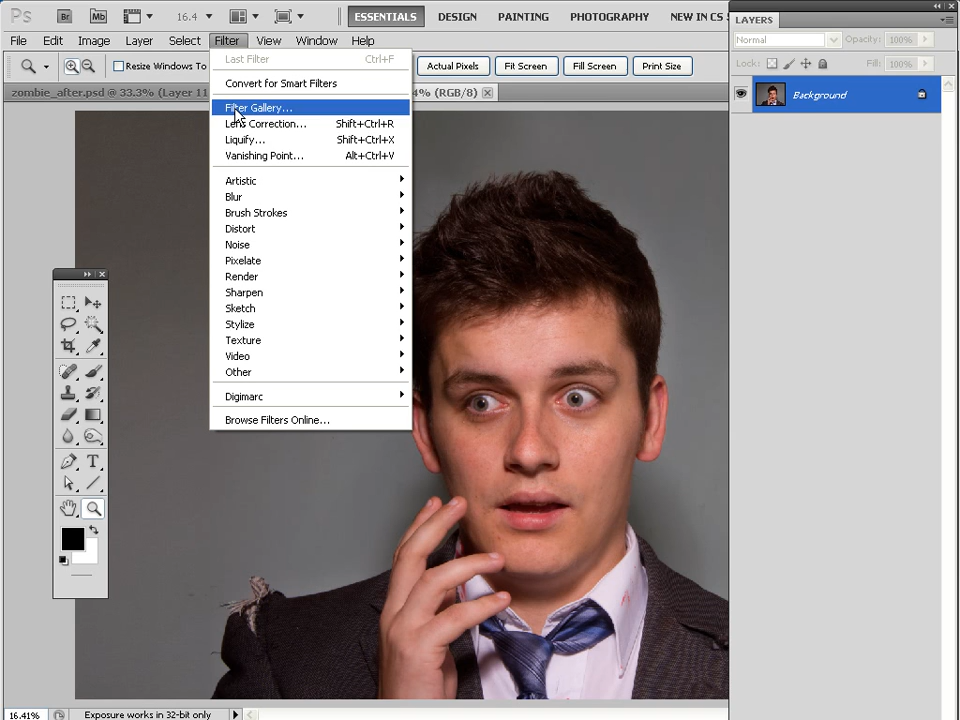 Ps Br Mb 16.4 ESSENTIALS DESIGN PAINTING PHOTOGRAPHY NEW IN CS
File Edit Image Layer Select Filter View Window Help
Resize Windows To Actual Pixels Fit Screen Fill Screen Print Size
zombie_after.psd @ 33.3% (Layer 11 4% (RGB/8)
Last Filter Ctrl+F
Convert for Smart Filters
Filter Gallery...
Lens Correction... Shift+Ctrl+R
Liquify... Shift+Ctrl+X
Vanishing Point... Alt+Ctrl+V
Artistic
Blur
Brush Strokes
Distort
Noise
Pixelate
Render
Sharpen
Sketch
Stylize
Texture
Video
Other
Digimarc
Browse Filters Online...
LAYERS
Normal Opacity: 100%
Lock: Fill: 100%
Background
T
16.41% Exposure works in 32-bit only